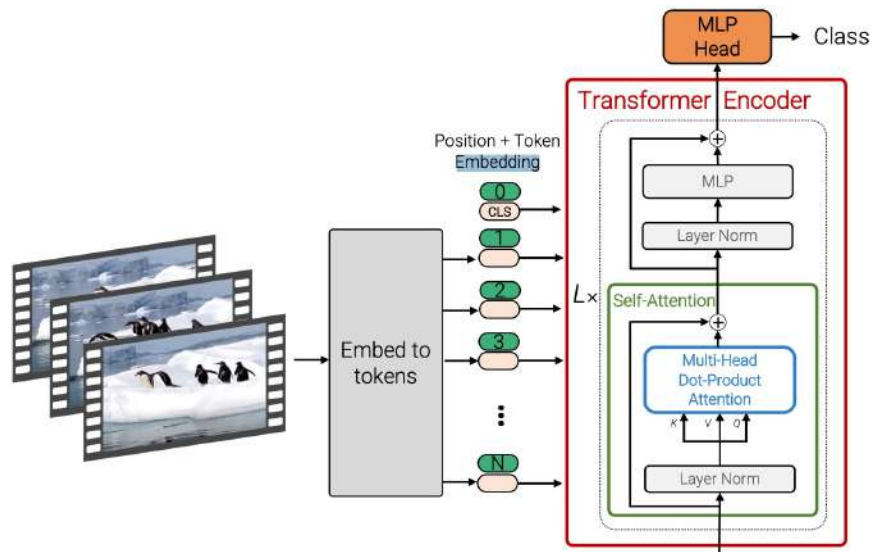 MLP
Head
Class
Transformer Encoder
Position + Token
Embedding
0
CLS
1
2
3
N
Embed to
tokens
MLP
Layer Norm
L×
Self-Attention
Multi-Head
Dot-Product
Attention
K V Q
Layer Norm